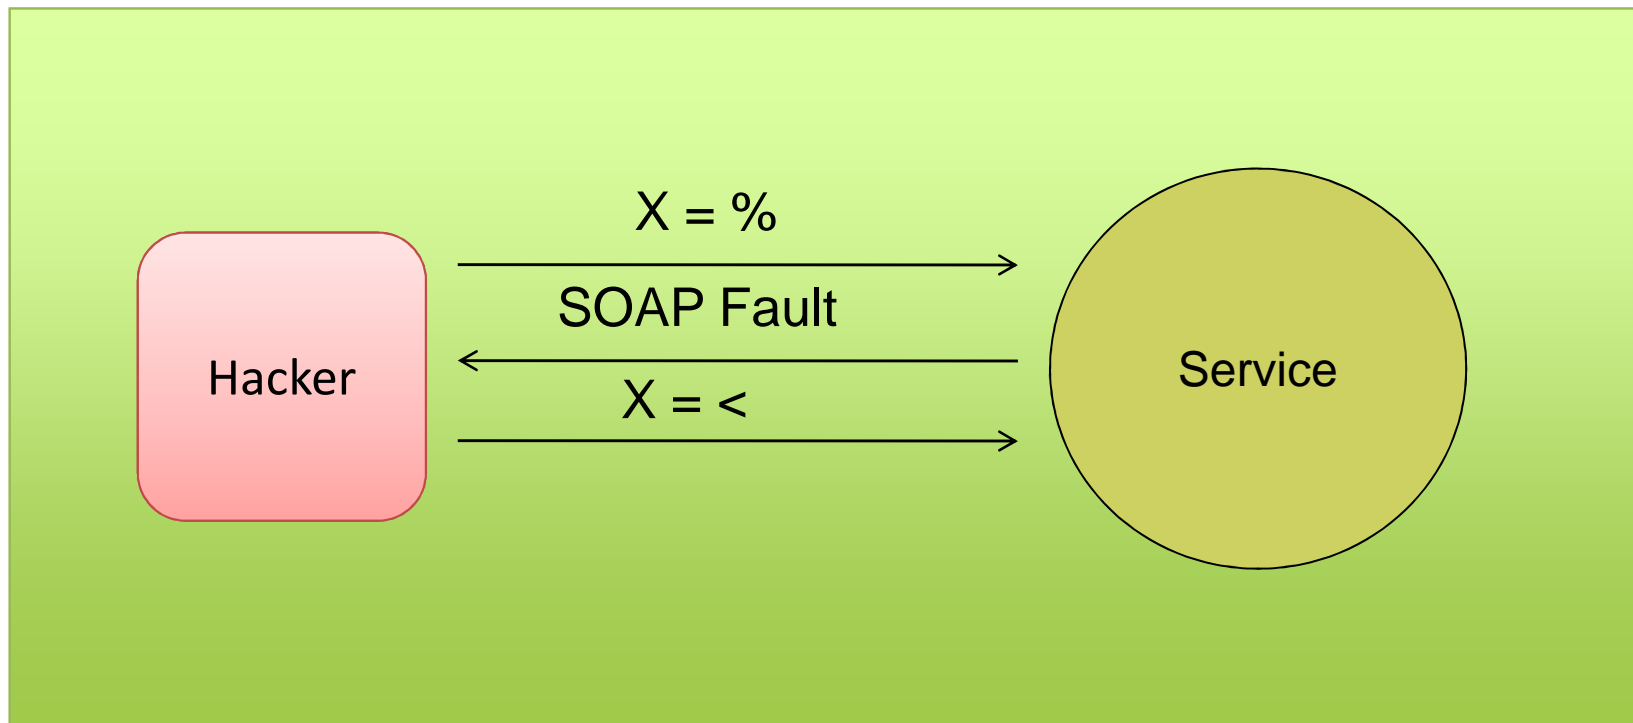 X = %
SOAP Fault
X = <
Hacker
Service